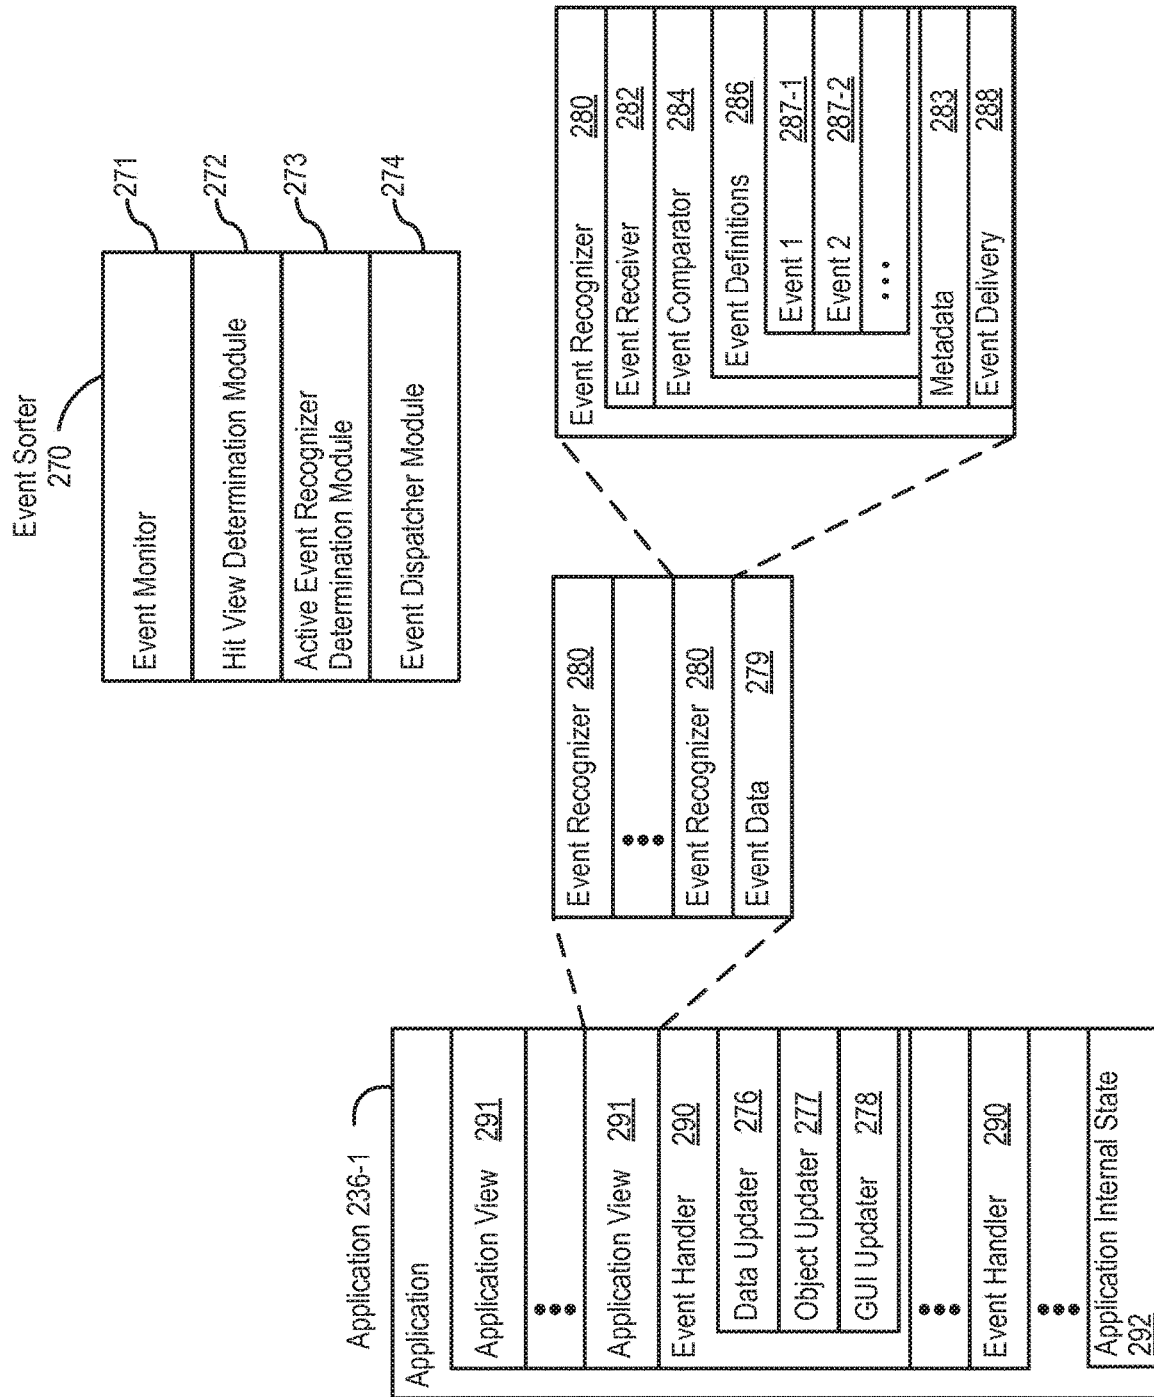 Event Sorter
270
Event Monitor
271
Hit View Determination Module
272
Active Event Recognizer
Determination Module
273
Event Dispatcher Module
274
Application 236-1
Application
Application View 291
•••
Application View 291
Event Handler 290
Data Updater 276
Object Updater 277
GUI Updater 278
•••
Event Handler 290
•••
Application Internal State
292
Event Recognizer 280
•••
Event Recognizer 280
Event Data 279
Event Recognizer 280
Event Receiver 282
Event Comparator 284
Event Definitions 286
Event 1 287-1
Event 2 287-2
•••
Metadata 283
Event Delivery 288